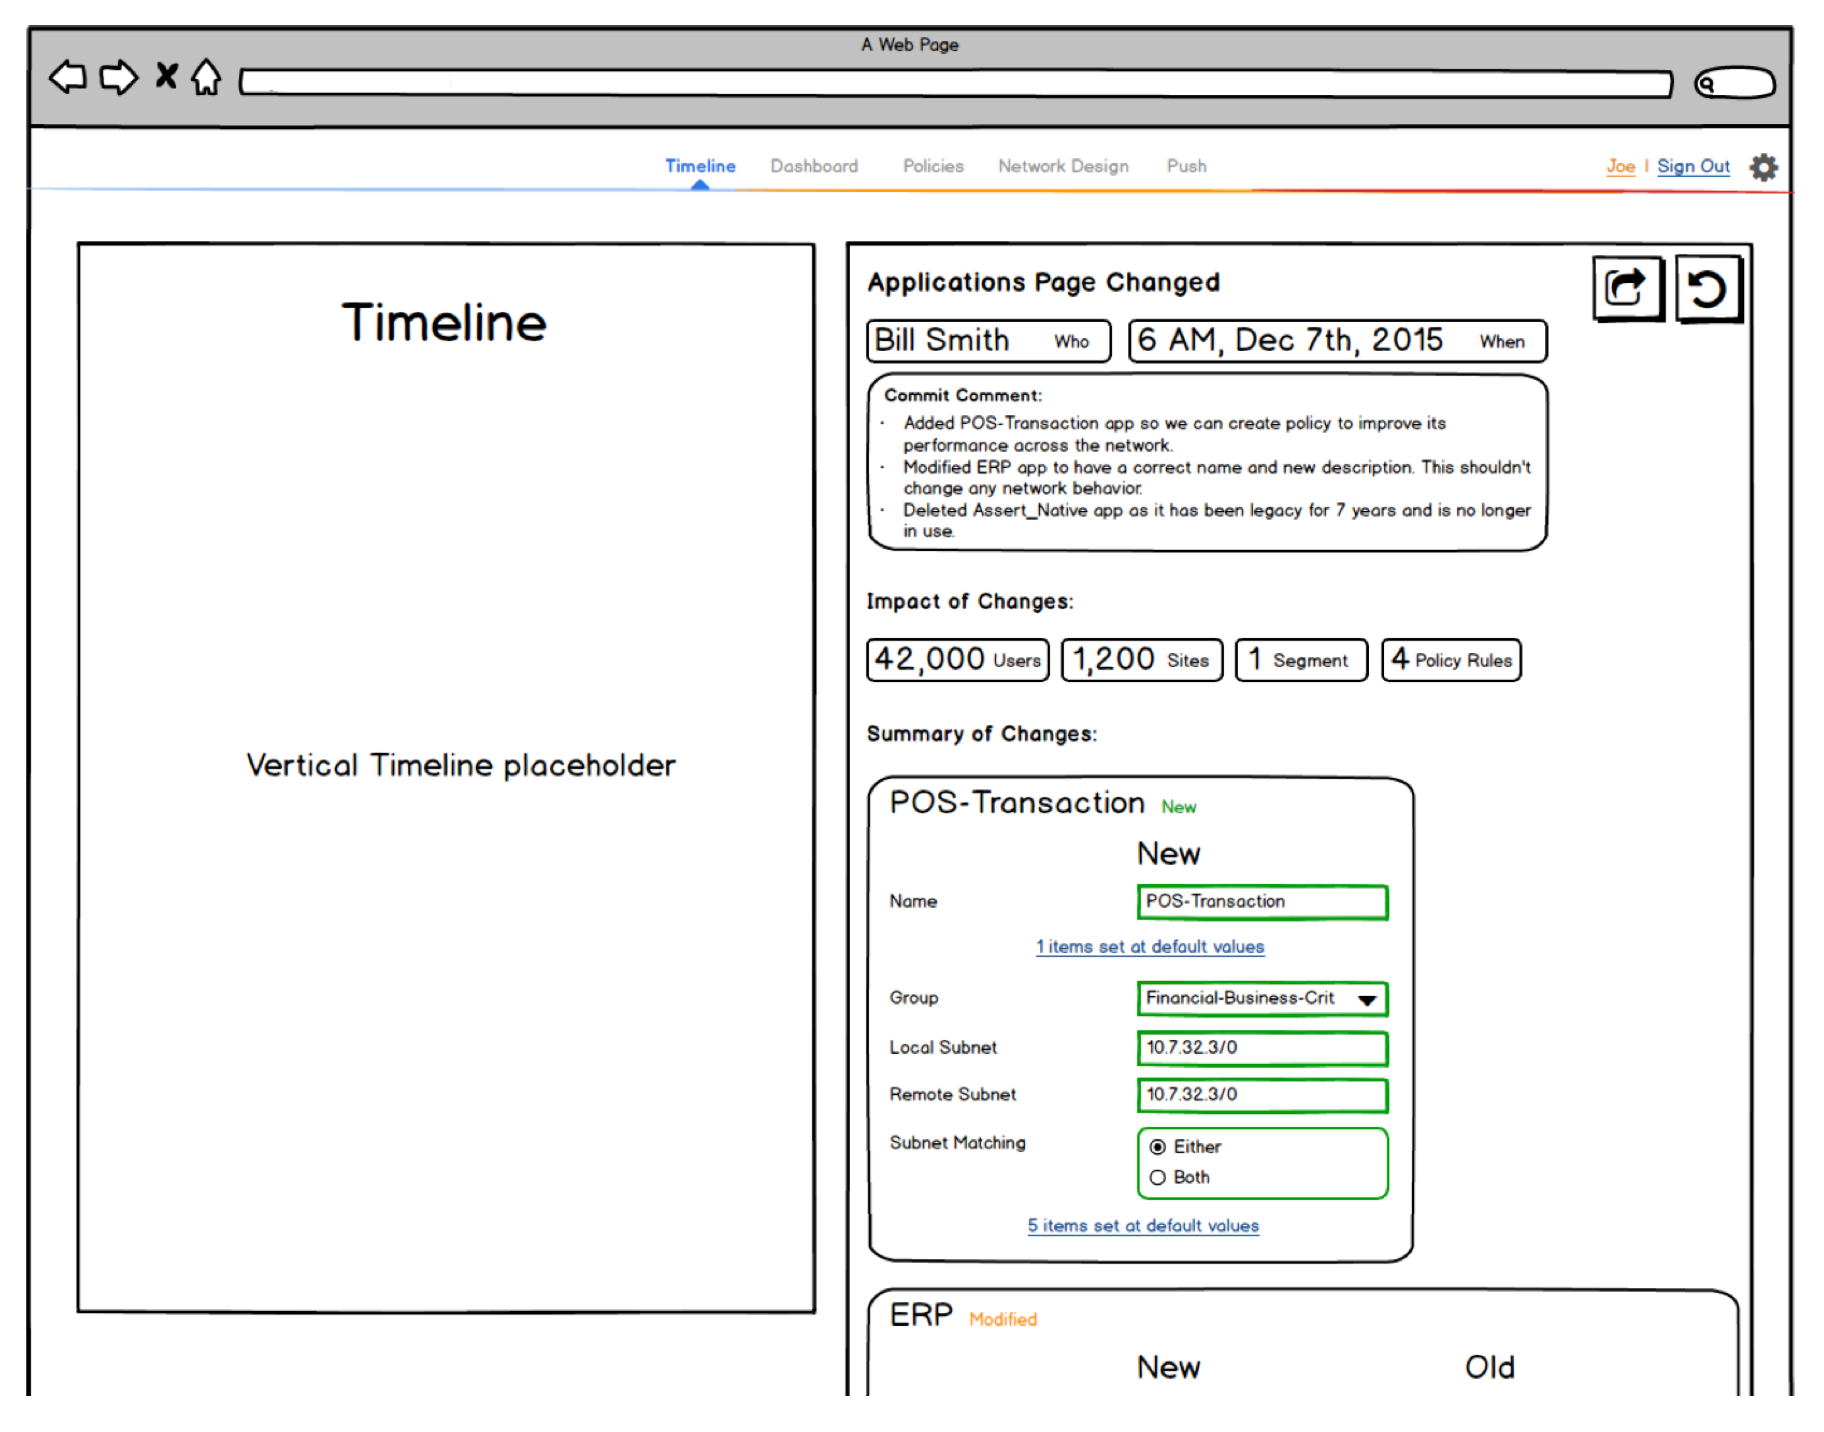 A Web Page
Timeline Dashboard Policies Network Design Push Joe | Sign Out
Timeline
Vertical Timeline placeholder
Applications Page Changed
Bill Smith Who 6 AM, Dec 7th, 2015 When
Commit Comment:
· Added POS-Transaction app so we can create policy to improve its
performance across the network.
· Modified ERP app to have a correct name and new description. This shouldn't
change any network behavior.
· Deleted Assert_Native app as it has been legacy for 7 years and is no longer
in use.
Impact of Changes:
42,000 Users 1,200 Sites 1 Segment 4 Policy Rules
Summary of Changes:
POS-Transaction New
New
Name POS-Transaction
1 items set at default values
Group Financial-Business-Crit
Local Subnet 10.7.32.3/0
Remote Subnet 10.7.32.3/0
Subnet Matching Either
Both
5 items set at default values
ERP Modified
New Old